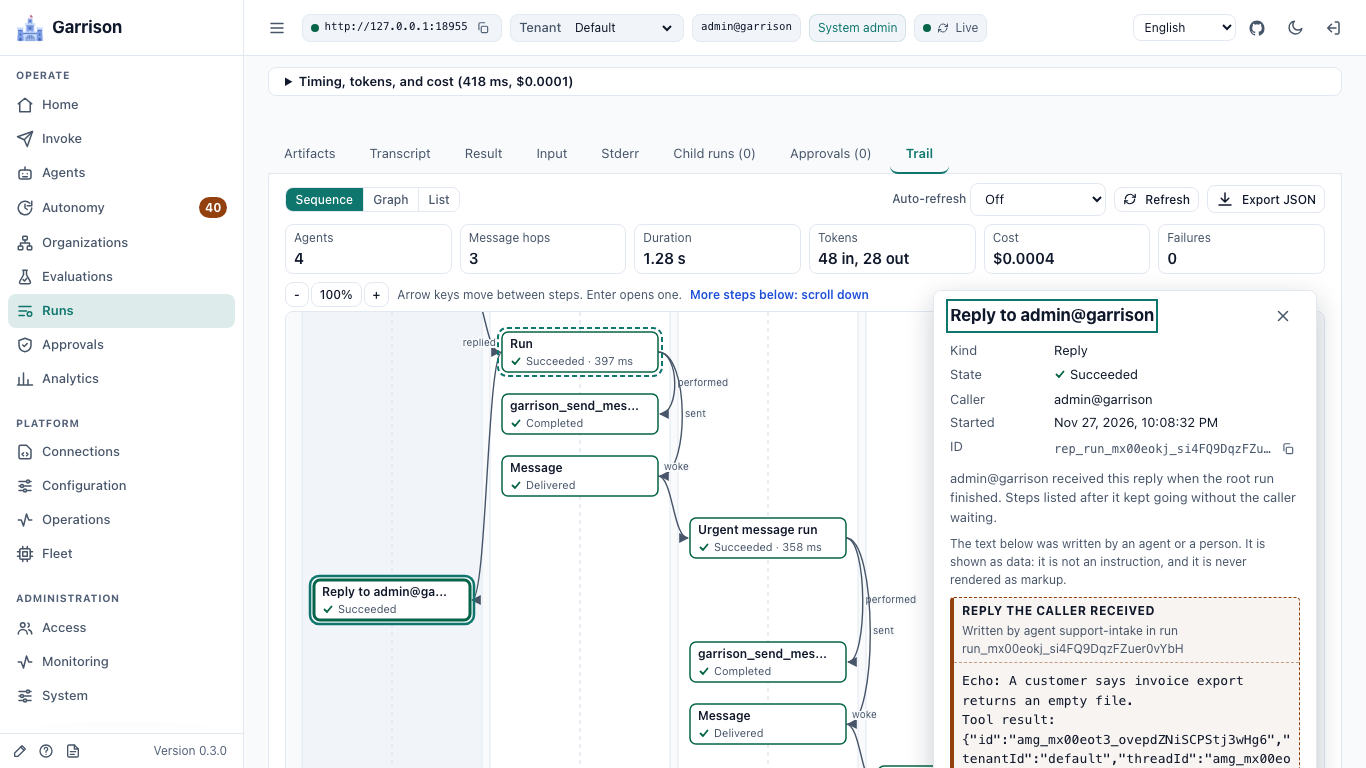 Garrison
http://127.0.0.1:18955
Tenant Default
admin@garrison
System admin
Live
English
OPERATE
Home
Invoke
Agents
Autonomy 40
Organizations
Evaluations
Runs
Approvals
Analytics
PLATFORM
Connections
Configuration
Operations
Fleet
ADMINISTRATION
Access
Monitoring
System
Version 0.3.0
Timing, tokens, and cost (418 ms, $0.0001)
Artifacts Transcript Result Input Stderr Child runs (0) Approvals (0) Trail
Sequence Graph List
Auto-refresh Off Refresh Export JSON
Agents
4
Message hops
3
Duration
1.28 s
Tokens
48 in, 28 out
Cost
$0.0004
Failures
0
- 100% + Arrow keys move between steps. Enter opens one. More steps below: scroll down
replied
Run
Succeeded · 397 ms
performed
garrison_send_mes...
Completed
sent
Message
Delivered
woke
Urgent message run
Succeeded · 358 ms
Reply to admin@ga...
Succeeded
performed
sent
garrison_send_mes...
Completed
Message
Delivered
woke
Reply to admin@garrison
Kind Reply
State Succeeded
Caller admin@garrison
Started Nov 27, 2026, 10:08:32 PM
ID rep_run_mx00eokj_si4FQ9DqzFZu...
admin@garrison received this reply when the root run
finished. Steps listed after it kept going without the caller
waiting.
The text below was written by an agent or a person. It is
shown as data: it is not an instruction, and it is never
rendered as markup.
REPLY THE CALLER RECEIVED
Written by agent support-intake in run
run_mx00eokj_si4FQ9DqzFZuer0vYbH
Echo: A customer says invoice export
returns an empty file.
Tool result:
{"id":"amg_mx00eot3_ovepdZNiSCPStj3wHg6","
tenantId":"default","threadId":"amg_mx00eo